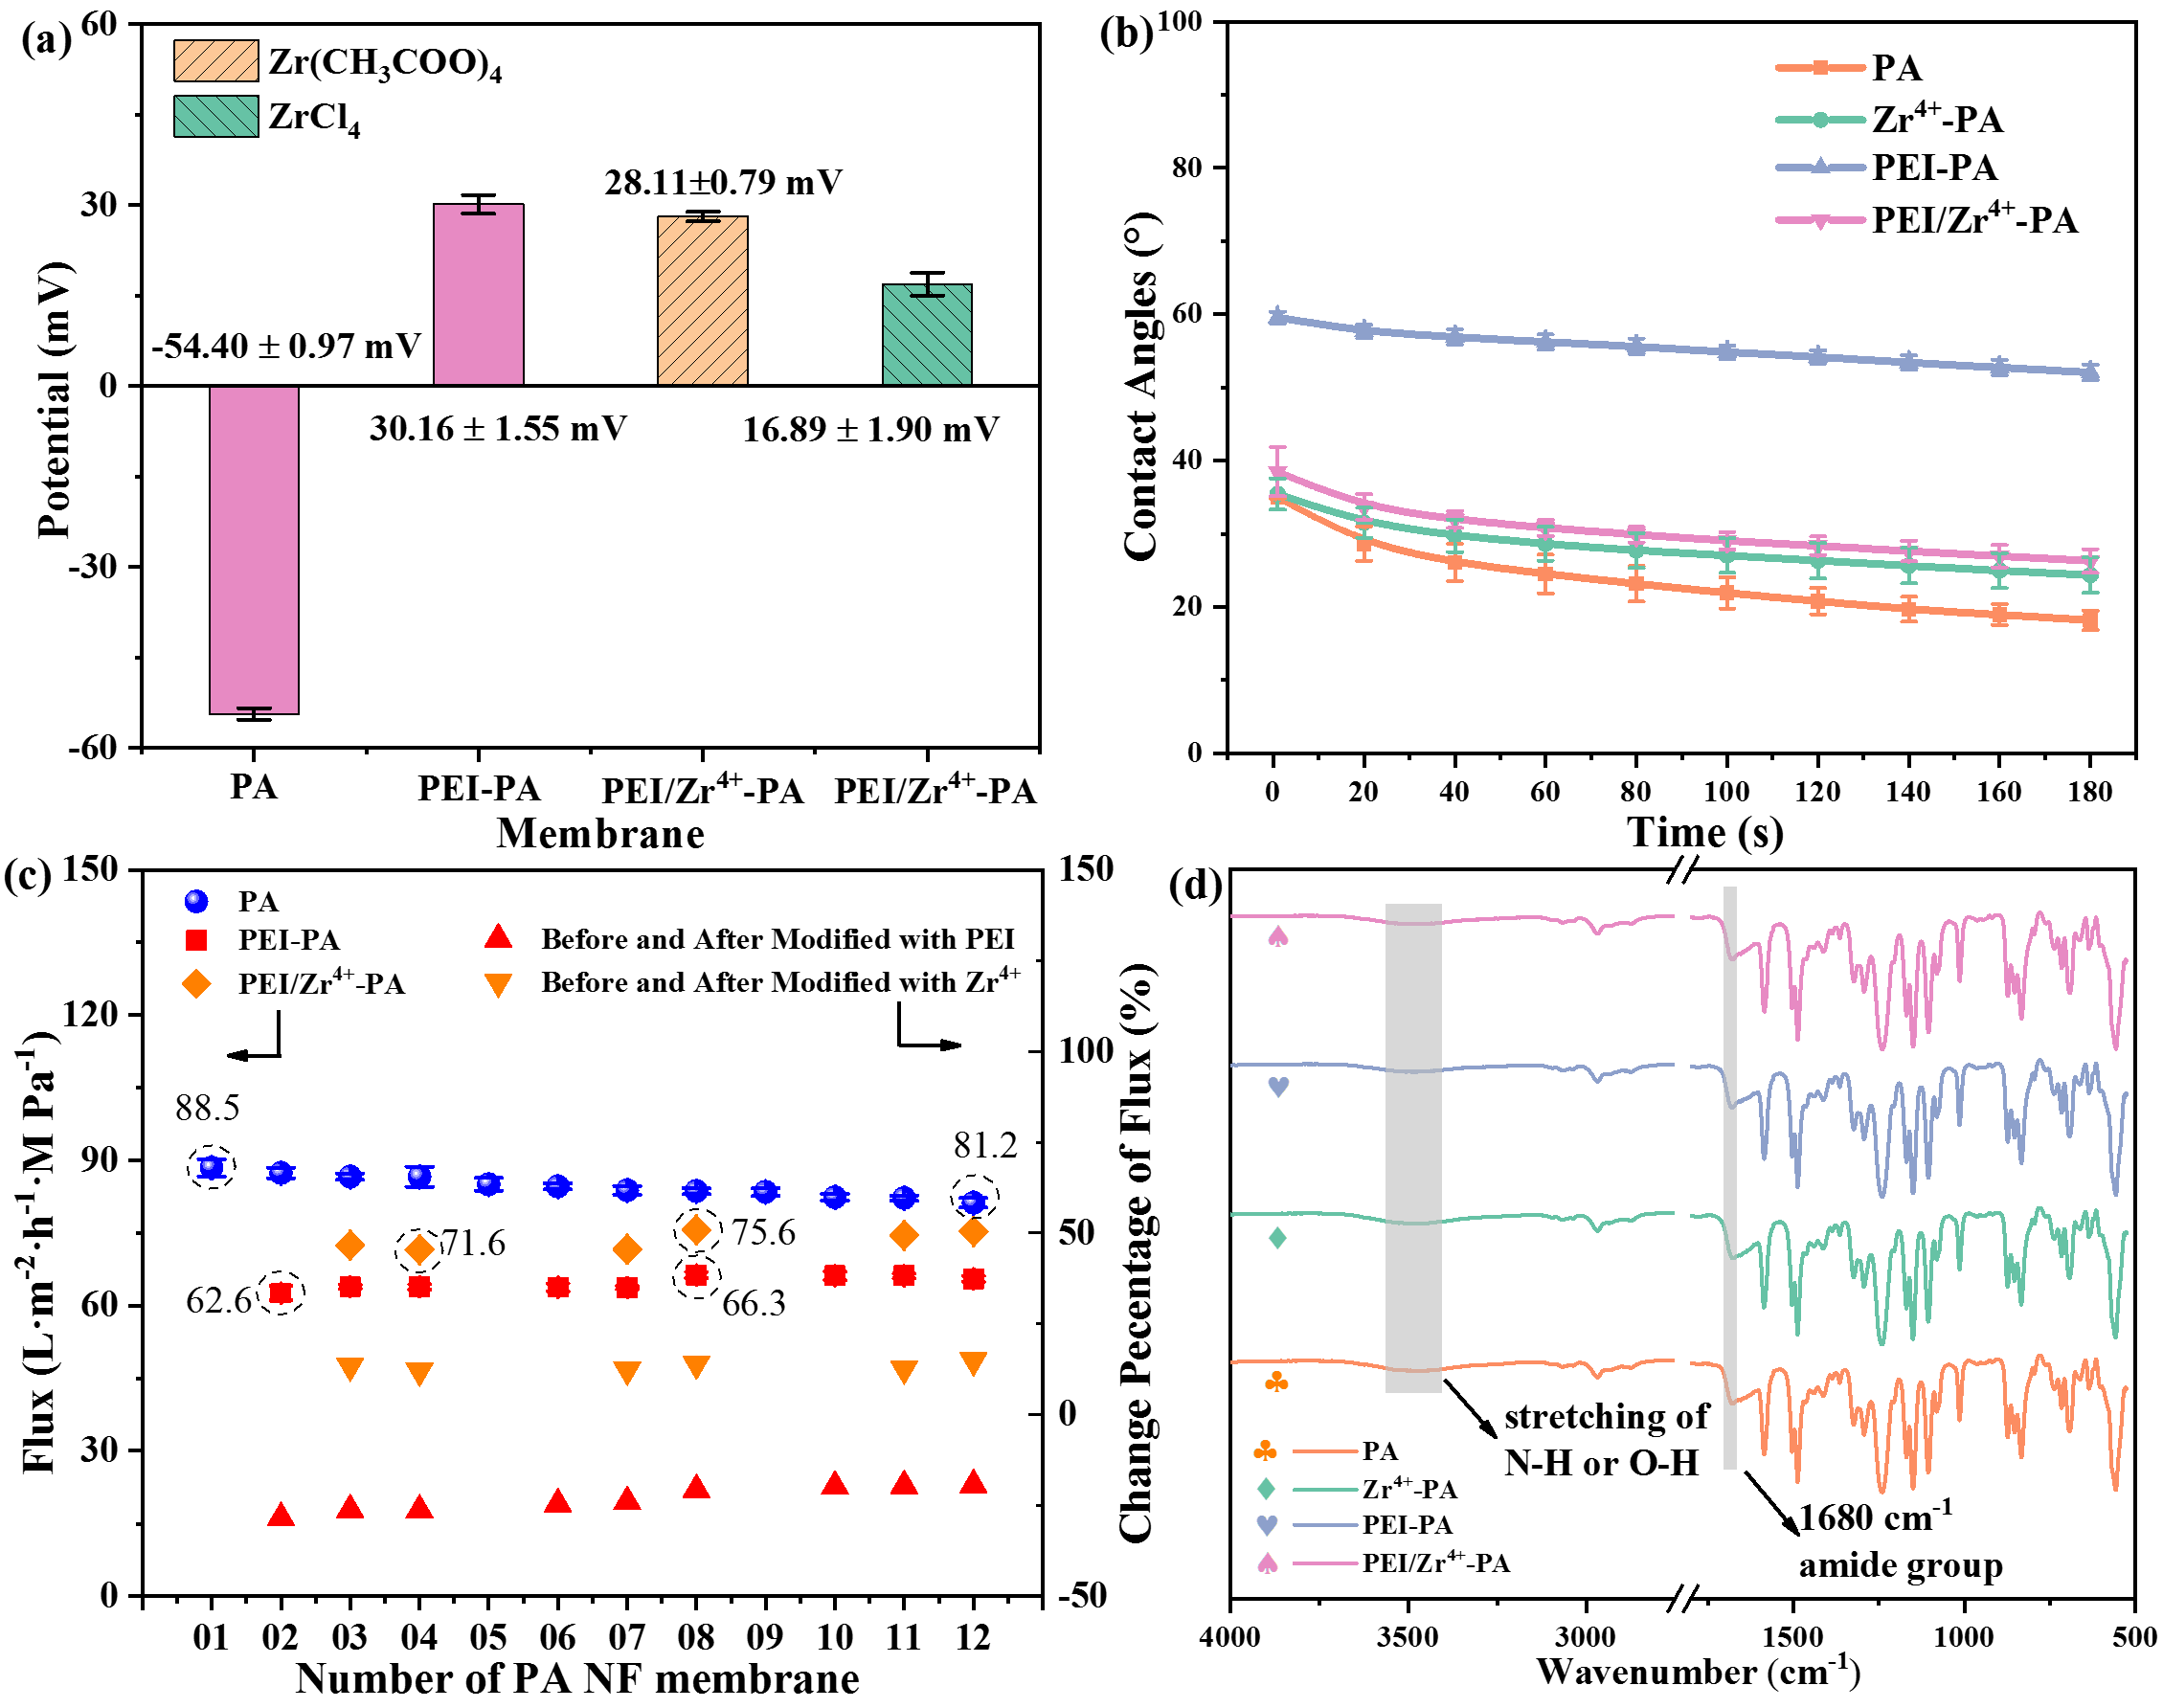 (a)
60
30
0
-30
-60
Potential (m V)
Zr(CH₃COO)₄
ZrCl₄
-54.40 ± 0.97 mV
30.16 ± 1.55 mV
28.11±0.79 mV
16.89 ± 1.90 mV
PA
PEI-PA
PEI/Zr⁴⁺-PA
PEI/Zr⁴⁺-PA
Membrane
(b)
100
80
60
40
20
0
Contact Angles (°)
PA
Zr⁴⁺-PA
PEI-PA
PEI/Zr⁴⁺-PA
0 20 40 60 80 100 120 140 160 180
Time (s)
(c)
150
120
90
60
30
0
Flux (L·m⁻²·h⁻¹·M Pa⁻¹)
PA
PEI-PA
PEI/Zr⁴⁺-PA
Before and After Modified with PEI
Before and After Modified with Zr⁴⁺
88.5
81.2
71.6
75.6
62.6
66.3
150
100
50
0
-50
Change Pecentage of Flux (%)
01 02 03 04 05 06 07 08 09 10 11 12
Number of PA NF membrane
(d)
stretching of
N-H or O-H
1680 cm⁻¹
amide group
PA
Zr⁴⁺-PA
PEI-PA
PEI/Zr⁴⁺-PA
4000 3500 3000 1500 1000 500
Wavenumber (cm⁻¹)